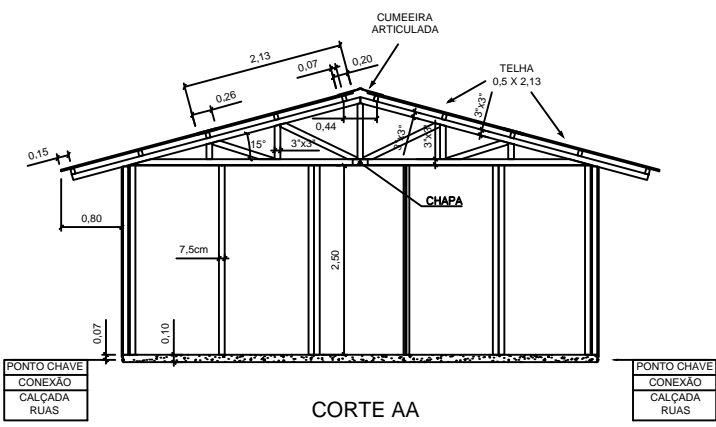 CUMEEIRA
ARTICULADA
2,13
0,07
0,20
TELHA
0,5 X 2,13
0,26
0,44
3"x3"
3"x3"
3"x3"
15°
3"x3"
0,15
CHAPA
0,80
7,5cm
2,50
0,07
0,10
PONTO CHAVE
CONEXÃO
CALÇADA
RUAS
PONTO CHAVE
CONEXÃO
CALÇADA
RUAS
CORTE AA